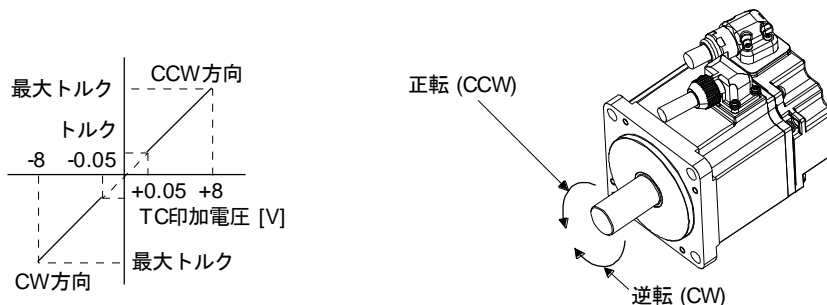 CCW方向
最大トルク
トルク
-8
-0.05
+0.05
+8
TC印加電圧 [V]
CW方向
最大トルク
正転 (CCW)
逆転 (CW)